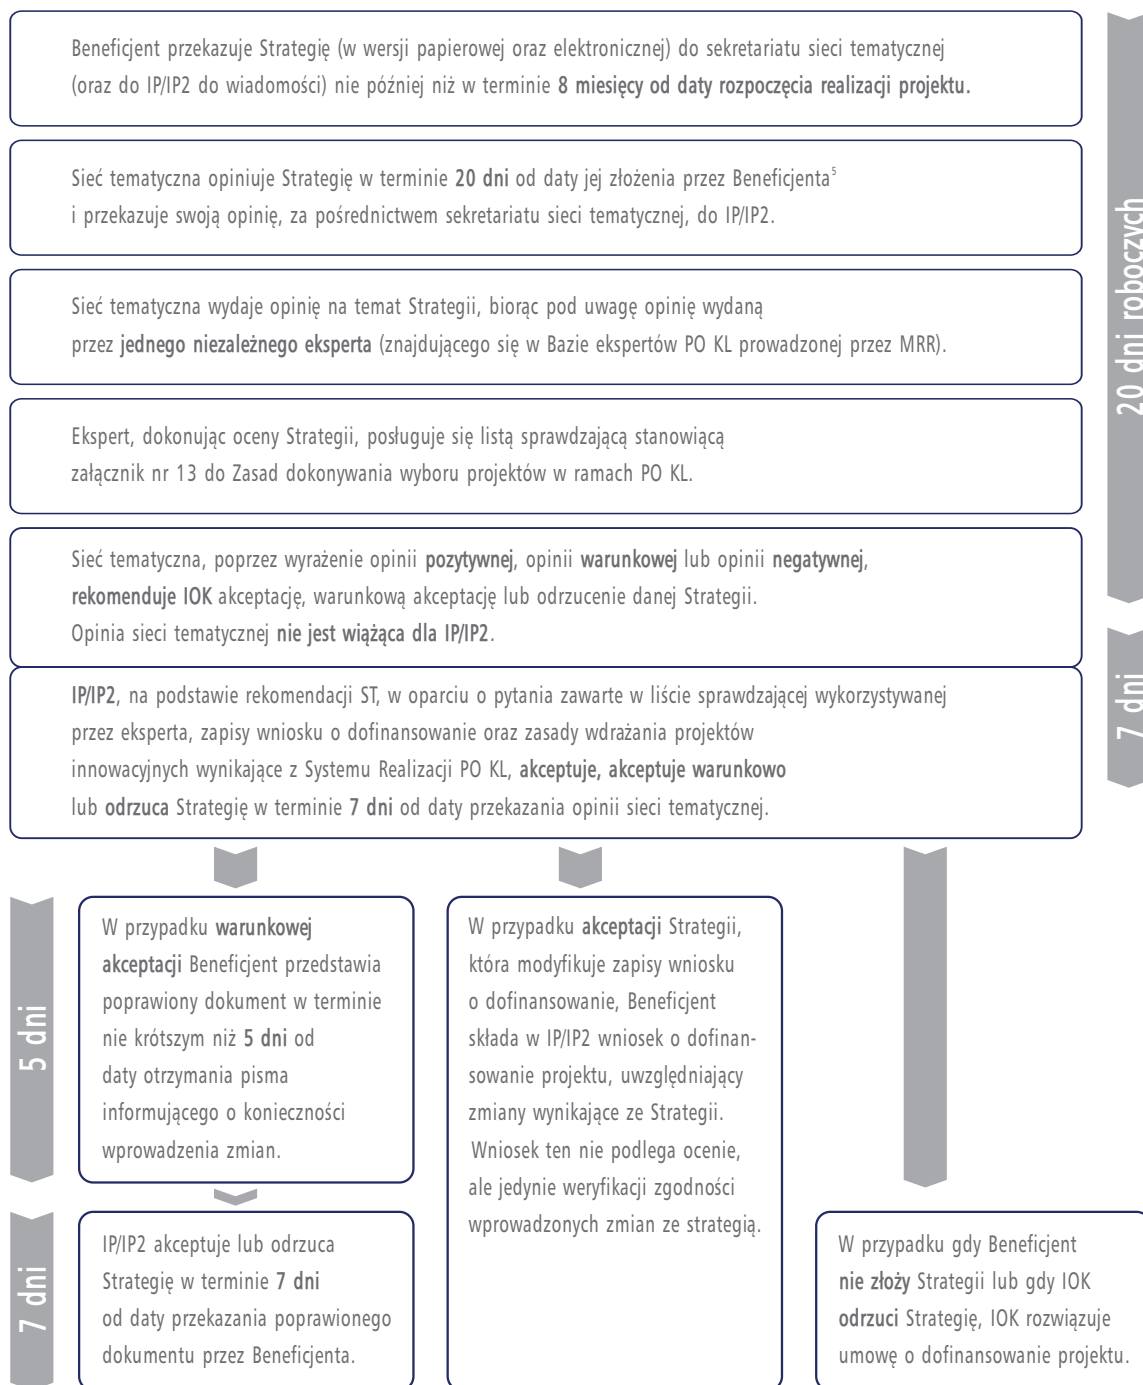 Beneficjent przekazuje Strategię (w wersji papierowej oraz elektronicznej) do sekretariatu sieci tematycznej
(oraz do IP/IP2 do wiadomości) nie później niż w terminie 8 miesięcy od daty rozpoczęcia realizacji projektu.
Sieć tematyczna opiniuje Strategię w terminie 20 dni od daty jej złożenia przez Beneficjenta⁵
i przekazuje swoją opinię, za pośrednictwem sekretariatu sieci tematycznej, do IP/IP2.
Sieć tematyczna wydaje opinię na temat Strategii, biorąc pod uwagę opinię wydaną
przez jednego niezależnego eksperta (znajdującego się w Bazie ekspertów PO KL prowadzonej przez MRR).
Ekspert, dokonując oceny Strategii, posługuje się listą sprawdzającą stanowiącą
załącznik nr 13 do Zasad dokonywania wyboru projektów w ramach PO KL.
Sieć tematyczna, poprzez wyrażenie opinii pozytywnej, opinii warunkowej lub opinii negatywnej,
rekomenduje IOK akceptację, warunkową akceptację lub odrzucenie danej Strategii.
Opinia sieci tematycznej nie jest wiążąca dla IP/IP2.
20 dni roboczych
IP/IP2, na podstawie rekomendacji ST, w oparciu o pytania zawarte w liście sprawdzającej wykorzystywanej
przez eksperta, zapisy wniosku o dofinansowanie oraz zasady wdrażania projektów
innowacyjnych wynikające z Systemu Realizacji PO KL, akceptuje, akceptuje warunkowo
lub odrzuca Strategię w terminie 7 dni od daty przekazania opinii sieci tematycznej.
7 dni
5 dni
W przypadku warunkowej
akceptacji Beneficjent przedstawia
poprawiony dokument w terminie
nie krótszym niż 5 dni od
daty otrzymania pisma
informującego o konieczności
wprowadzenia zmian.
7 dni
IP/IP2 akceptuje lub odrzuca
Strategię w terminie 7 dni
od daty przekazania poprawionego
dokumentu przez Beneficjenta.
W przypadku akceptacji Strategii,
która modyfikuje zapisy wniosku
o dofinansowanie, Beneficjent
składa w IP/IP2 wniosek o dofinan-
sowanie projektu, uwzględniający
zmiany wynikające ze Strategii.
Wniosek ten nie podlega ocenie,
ale jedynie weryfikacji zgodności
wprowadzonych zmian ze strategią.
W przypadku gdy Beneficjent
nie złoży Strategii lub gdy IOK
odrzuci Strategię, IOK rozwiązuje
umowę o dofinansowanie projektu.